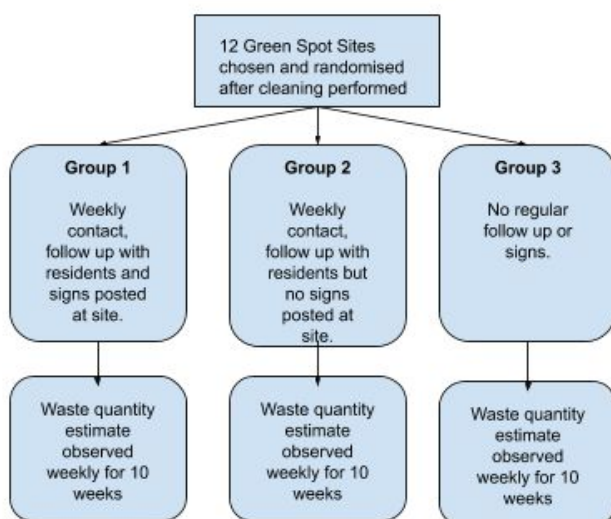 12 Green Spot Sites
chosen and randomised
after cleaning performed
Group 1
Weekly
contact,
follow up with
residents and
signs posted
at site.
Group 2
Weekly
contact,
follow up with
residents but
no signs
posted at
site.
Group 3
No regular
follow up or
signs.
Waste quantity
estimate
observed
weekly for 10
weeks
Waste quantity
estimate
observed
weekly for 10
weeks
Waste quantity
estimate
observed
weekly for 10
weeks